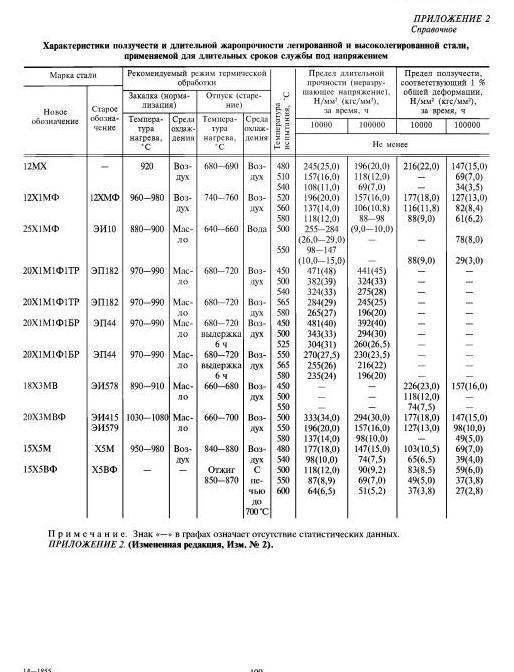 ПРИЛОЖЕНИЕ 2
Справочное
Характеристики ползучести и длительной жаропрочности легированной и высоколегированной стали,
применяемой для длительных сроков службы под напряжением
Марка стали Рекомендуемый режим термической обработки Температура испытания, °С Предел длительной прочности (неразрушающее напряжение), Н/мм² (кгс/мм²), за время, ч Предел ползучести, соответствующий 1 % общей деформации, Н/мм² (кгс/мм²), за время, ч
Новое обозначение Старое обозначение Закалка (нормализация) Отпуск (старение)
Температура нагрева, °С Среда охлаждения Температура нагрева, °С Среда охлаждения 10000 100000 10000 100000
Не менее
12МХ — 920 Воздух 680—690 Воздух 480 245(25,0) 196(20,0) 216(22,0) 147(15,0)
510 157(16,0) 118(12,0) — 69(7,0)
540 108(11,0) 69(7,0) — 34(3,5)
12Х1МФ 12ХМФ 960—980 Воздух 740—760 Воздух 520 196(20,0) 157(16,0) 177(18,0) 127(13,0)
560 137(14,0) 106(10,8) 116(11,8) 82(8,4)
580 118(12,0) 88—98 88(9,0) 61(6,2)
25Х1МФ ЭИ10 880—900 Масло 640—660 Вода 500 255—284 (9,0—10,0)
(26,0—29,0) — — 78(8,0)
550 98—147
(10,0—15,0) — 88(9,0) 29(3,0)
20Х1М1Ф1ТР ЭП182 970—990 Масло 680—720 Воздух 450 471(48) 441(45) — —
500 382(39) 324(33) — —
540 324(33) 275(28) — —
20Х1М1Ф1ТР ЭП182 970—990 Масло 680—720 Воздух 565 284(29) 245(25) — —
580 265(27) 196(20) — —
20Х1М1Ф1БР ЭП44 970—990 Масло 680—720 выдержка 6 ч Воздух 450 481(40) 392(40) — —
500 343(33) 294(30) — —
525 304(31) 260(26,5) — —
20Х1М1Ф1БР ЭП44 970—990 Масло 680—720 выдержка 6 ч Воздух 550 270(27,5) 230(23,5) — —
565 255(26) 216(22) — —
580 235(24) 196(20) — —
18Х3МВ ЭИ578 890—910 Масло 660—680 Воздух 450 — — 226(23,0) 157(16,0)
500 — — 118(12,0) —
550 — — 74(7,5) —
20Х3МВФ ЭИ415 ЭИ579 1030—1080 Масло 660—700 Воздух 500 333(34,0) 294(30,0) 177(18,0) 147(15,0)
550 196(20,0) 157(16,0) 127(13,0) 98(10,0)
580 137(14,0) 98(10,0) — 49(5,0)
15Х5М Х5М 950—980 Воздух 840—880 Воздух 480 177(18,0) 147(15,0) 103(10,5) 69(7,0)
540 98(10,0) 74(7,5) 65(6,5) 39(4,0)
15Х5ВФ Х5ВФ — — Отжиг 850—870 С печью до 700 °С 500 118(12,0) 90(9,2) 83(8,5) 59(6,0)
550 87(8,9) 69(7,0) 49(5,0) 37(3,8)
600 64(6,5) 51(5,2) 37(3,8) 27(2,8)
Примечание. Знак «—» в графах означает отсутствие статистических данных.
ПРИЛОЖЕНИЕ 2. (Измененная редакция, Изм. № 2).
14—1855